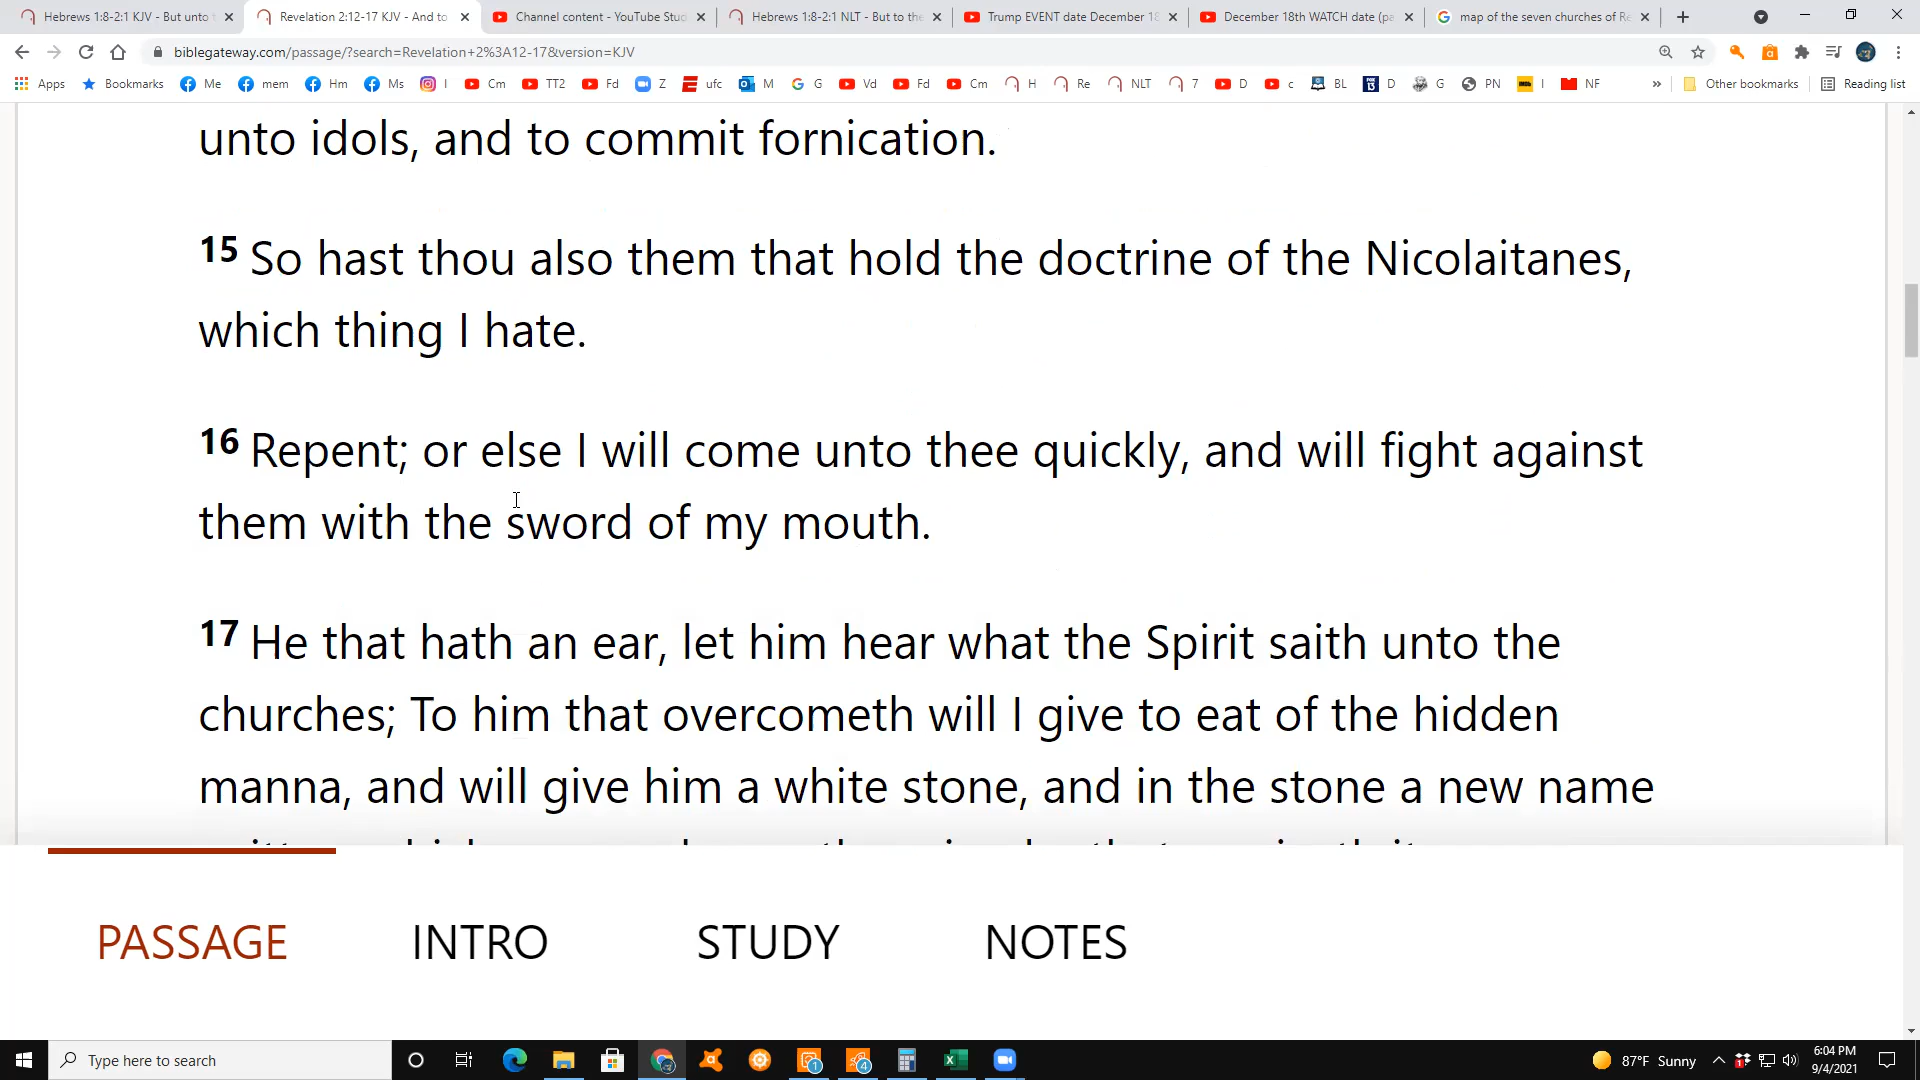 Hebrews 1:8-2:1 KJV - But unto t
Revelation 2:12-17 KJV - And to
Channel content - YouTube Stud
Hebrews 1:8-2:1 NLT - But to the
Trump EVENT date December 18
December 18th WATCH date (pa
map of the seven churches of Re
biblegateway.com/passage/?search=Revelation+2%3A12-17&version=KJV
Apps Bookmarks Me mem Hm Ms I Cm TT2 Fd Z ufc M G Vd Fd Cm H Re NLT 7 D c BL D G PN I NF » Other bookmarks Reading list
unto idols, and to commit fornication.
15 So hast thou also them that hold the doctrine of the Nicolaitanes,
which thing I hate.
16 Repent; or else I will come unto thee quickly, and will fight against
them with the sword of my mouth.
17 He that hath an ear, let him hear what the Spirit saith unto the
churches; To him that overcometh will I give to eat of the hidden
manna, and will give him a white stone, and in the stone a new name
PASSAGE INTRO STUDY NOTES
Type here to search
1
4
87°F Sunny
6:04 PM
9/4/2021